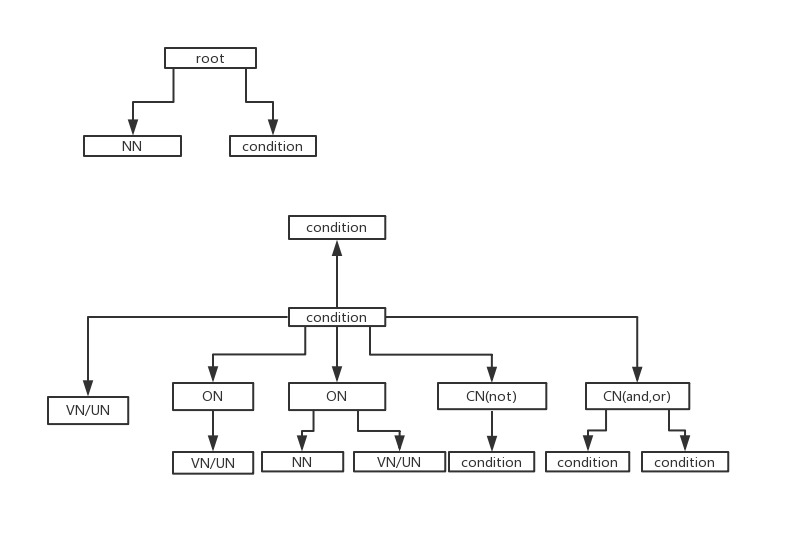 root
NN
condition
condition
condition
VN/UN
ON
ON
CN(not)
CN(and,or)
VN/UN
NN
VN/UN
condition
condition
condition